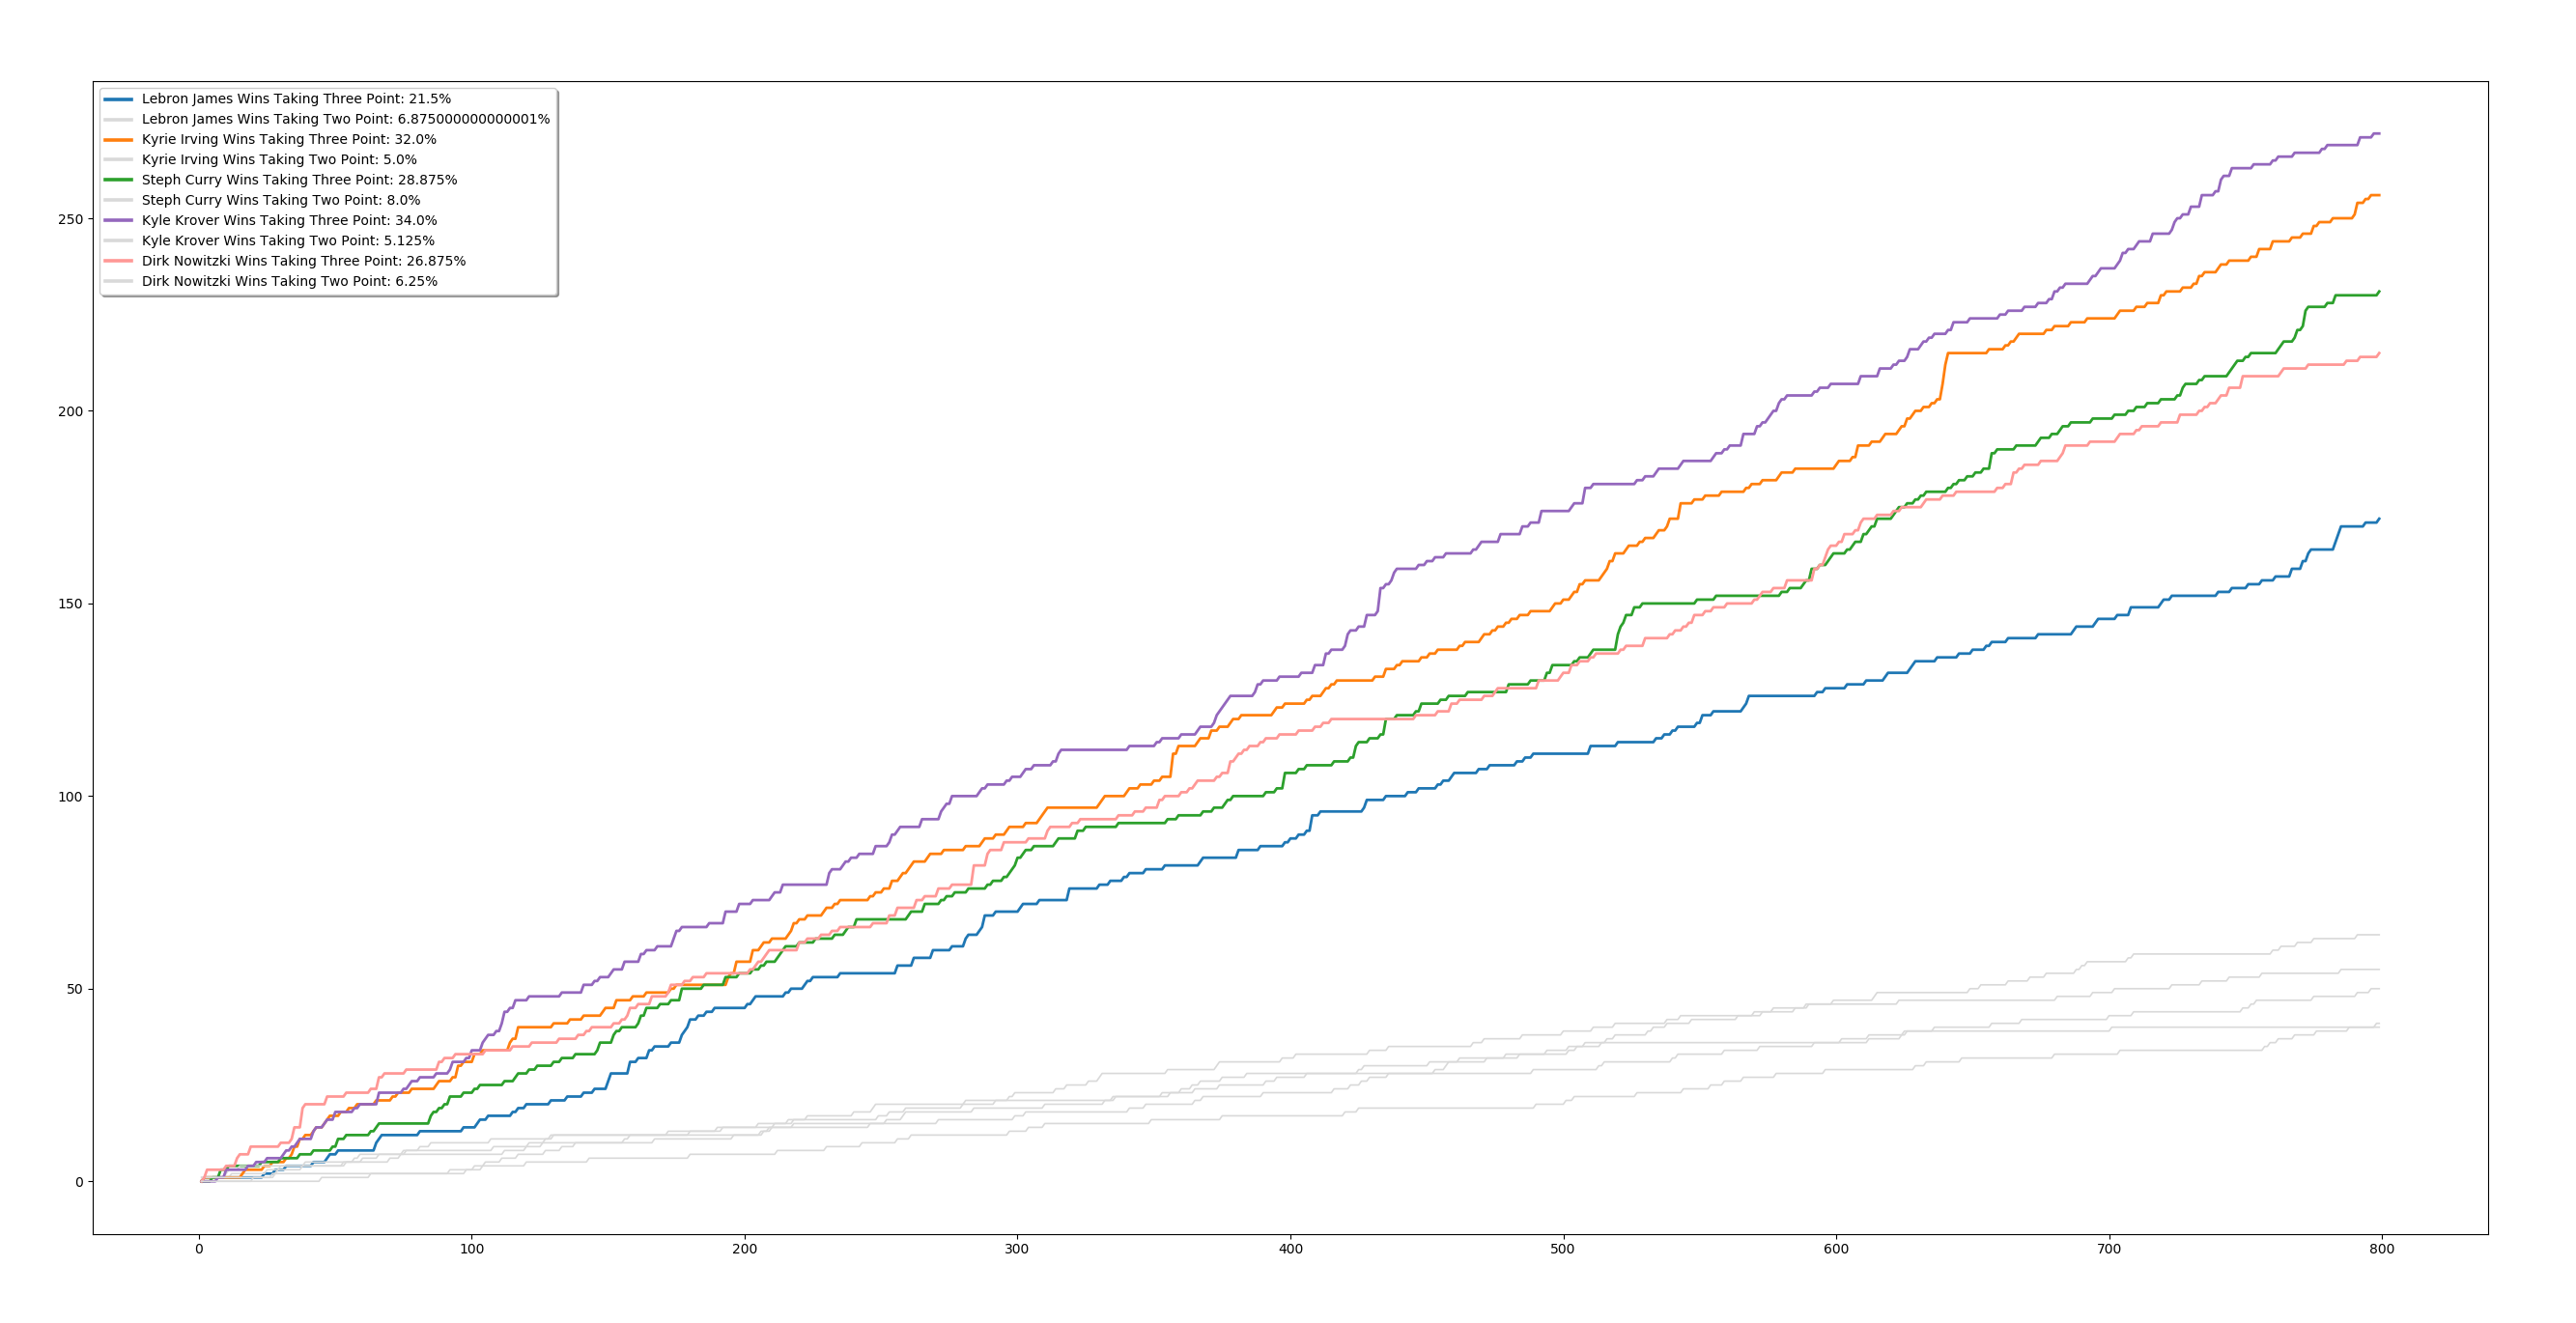 Lebron James Wins Taking Three Point: 21.5%
Lebron James Wins Taking Two Point: 6.875000000000001%
Kyrie Irving Wins Taking Three Point: 32.0%
Kyrie Irving Wins Taking Two Point: 5.0%
Steph Curry Wins Taking Three Point: 28.875%
Steph Curry Wins Taking Two Point: 8.0%
Kyle Krover Wins Taking Three Point: 34.0%
Kyle Krover Wins Taking Two Point: 5.125%
Dirk Nowitzki Wins Taking Three Point: 26.875%
Dirk Nowitzki Wins Taking Two Point: 6.25%
250
200
150
100
50
0
0 100 200 300 400 500 600 700 800